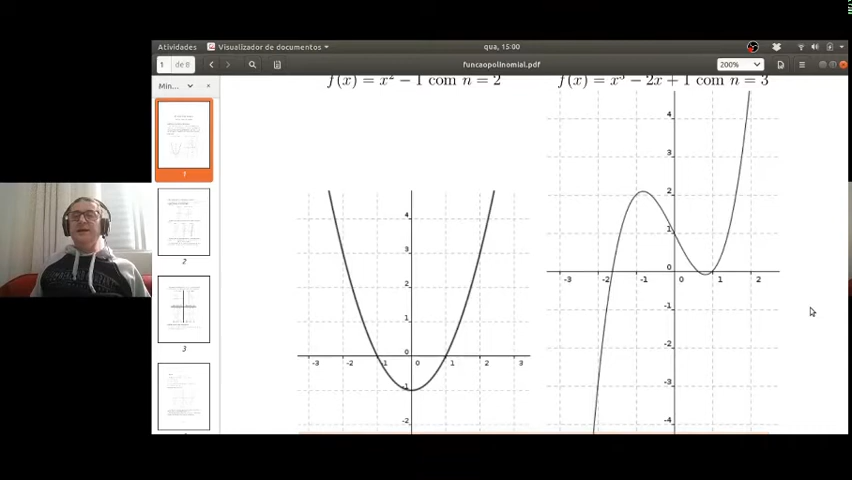 Atividades Visualizador de documentos qua, 15:00
1 de 8 funcaopolinomial.pdf 200%
Min...
1
2
3
f(x) = x² − 1 com n = 2
f(x) = x³ − 2x + 1 com n = 3
4
3
2
1
0
-1
-2
-3 -2 -1 0 1 2 3
4
3
2
1
0
-1
-2
-3
-4
-3 -2 -1 0 1 2